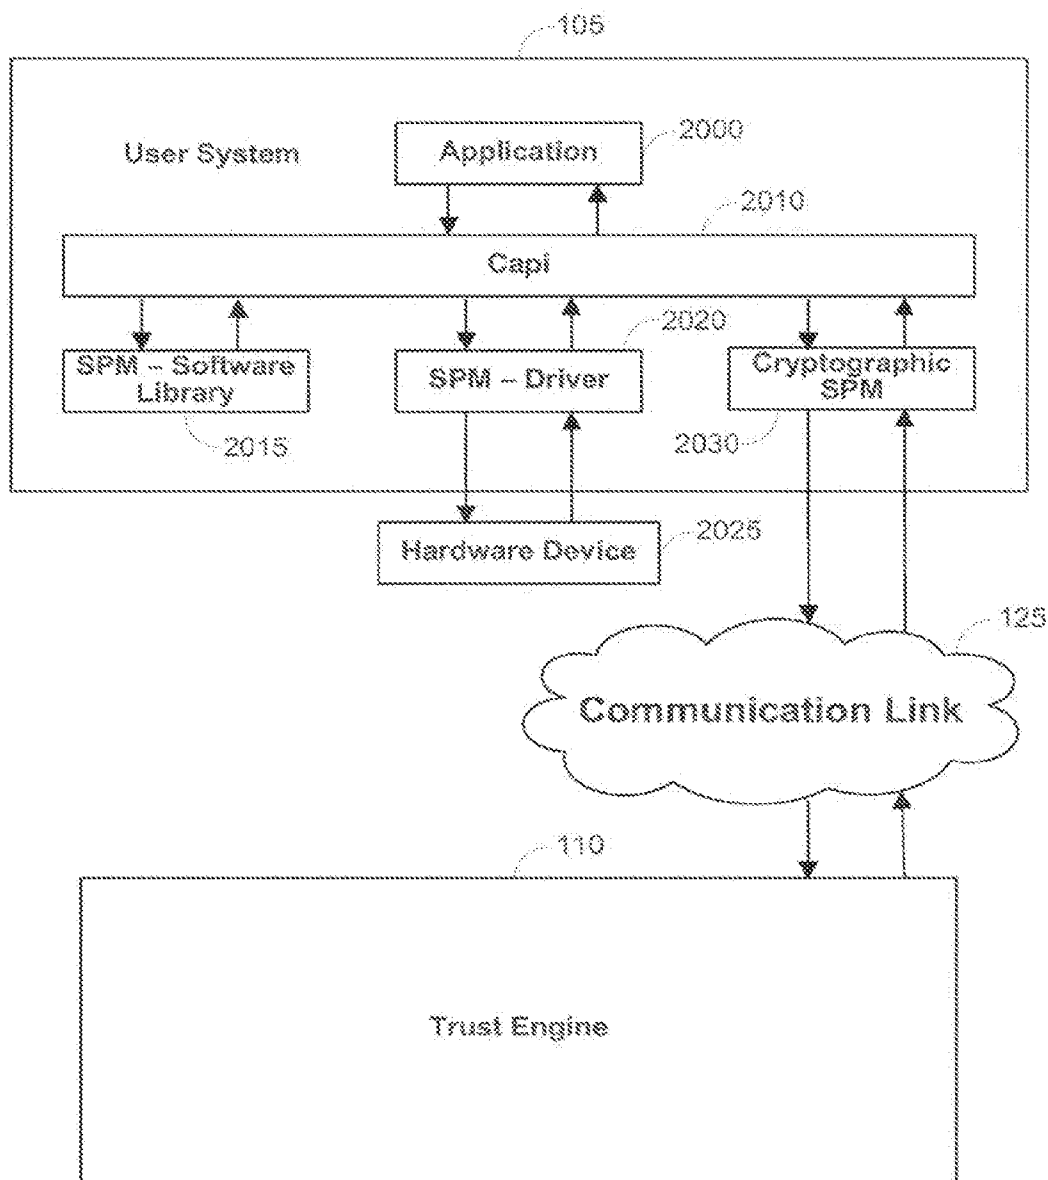 105
User System
Application
2000
2010
Capi
2020
SPM – Software
Library
SPM – Driver
Cryptographic
SPM
2015
2030
Hardware Device
2025
125
Communication Link
110
Trust Engine